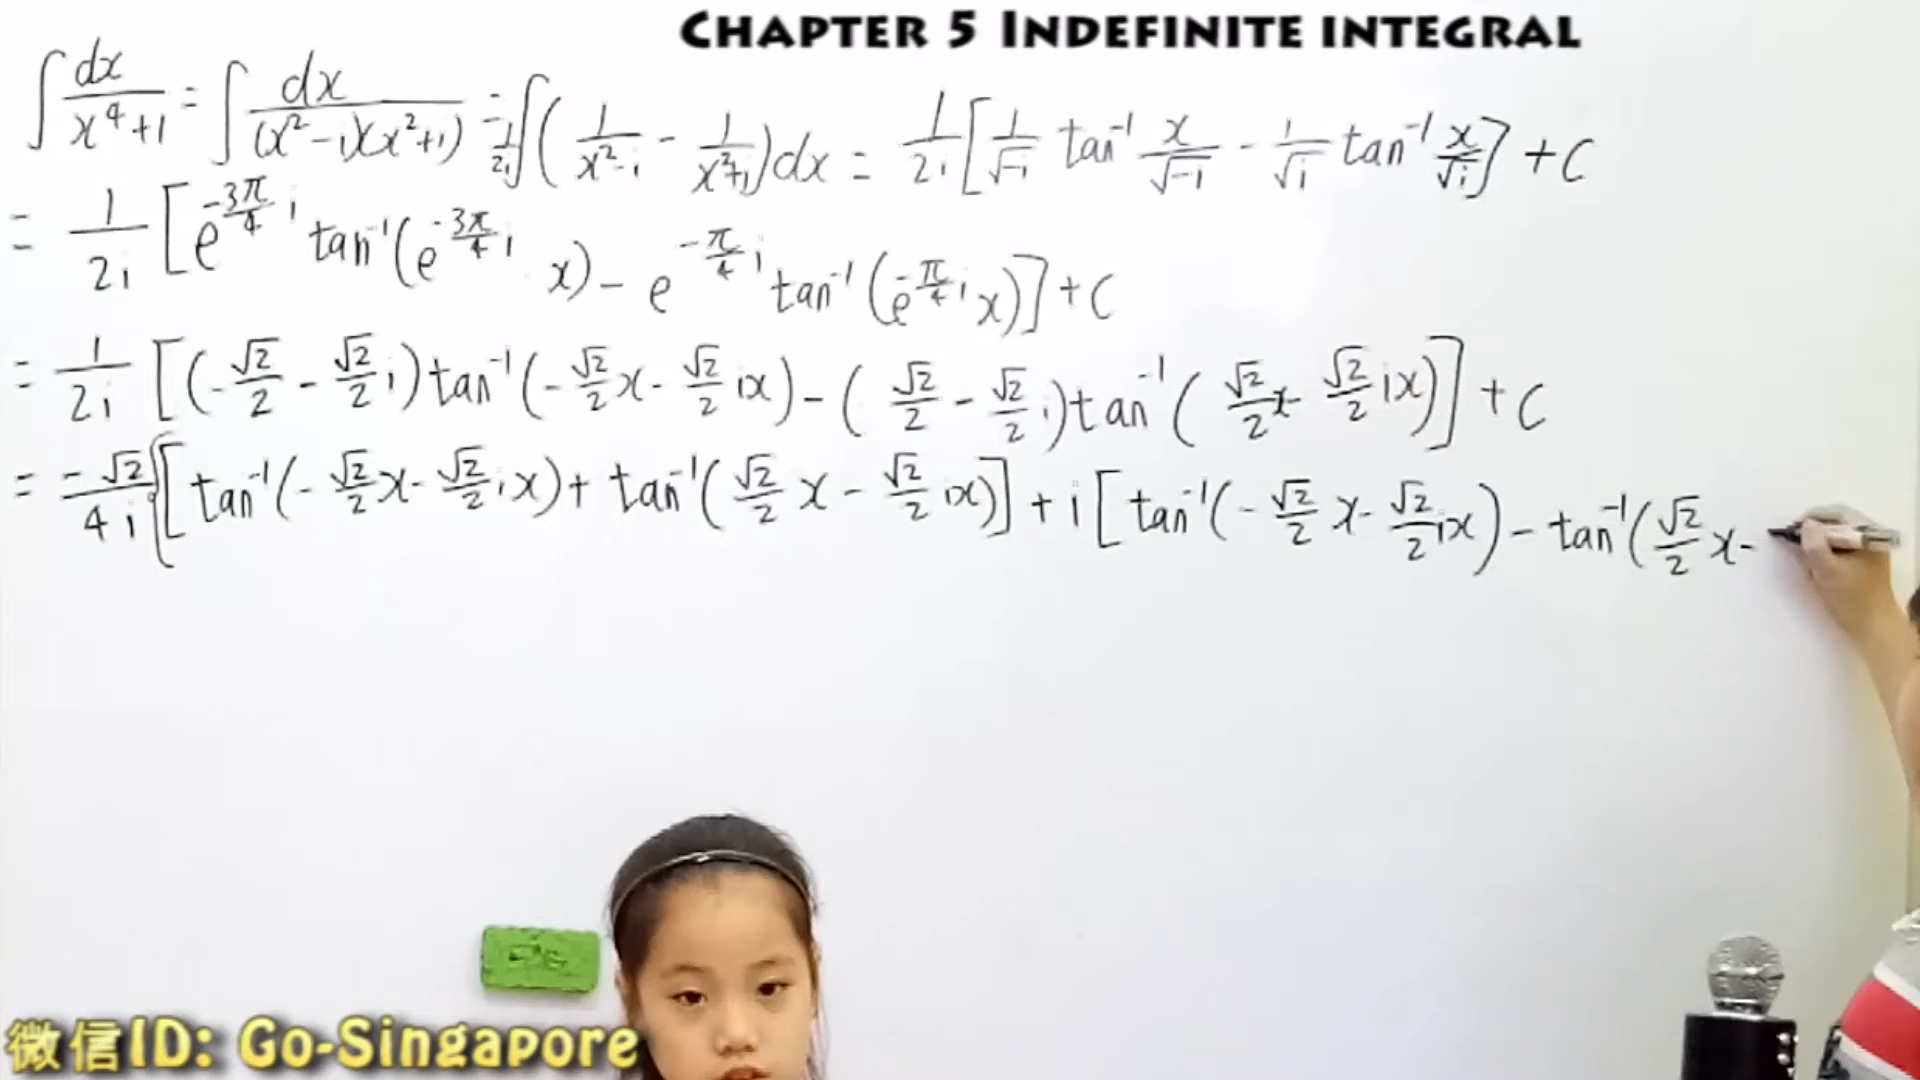 CHAPTER 5 INDEFINITE INTEGRAL
∫ dx/(x⁴+1) = ∫ dx/((x²-i)(x²+i)) = 1/2i ∫ ( 1/(x²-i) - 1/(x²+i) ) dx = 1/2i [ 1/√-i tan⁻¹ x/√-i - 1/√i tan⁻¹ x/√i ] + C
= 1/2i [ e^(-3π/4 i) tan⁻¹( e^(-3π/4 i) x) - e^(-π/4 i) tan⁻¹( e^(-π/4 i) x) ] + C
= 1/2i [ (-√2/2 - √2/2 i) tan⁻¹(-√2/2 x - √2/2 ix) - ( √2/2 - √2/2 i) tan⁻¹( √2/2 x - √2/2 ix) ] + C
= -√2/4i { [ tan⁻¹(-√2/2 x - √2/2 ix) + tan⁻¹( √2/2 x - √2/2 ix) ] + i [ tan⁻¹(-√2/2 x - √2/2 ix) - tan⁻¹( √2/2 x -
微信ID: Go-Singapore